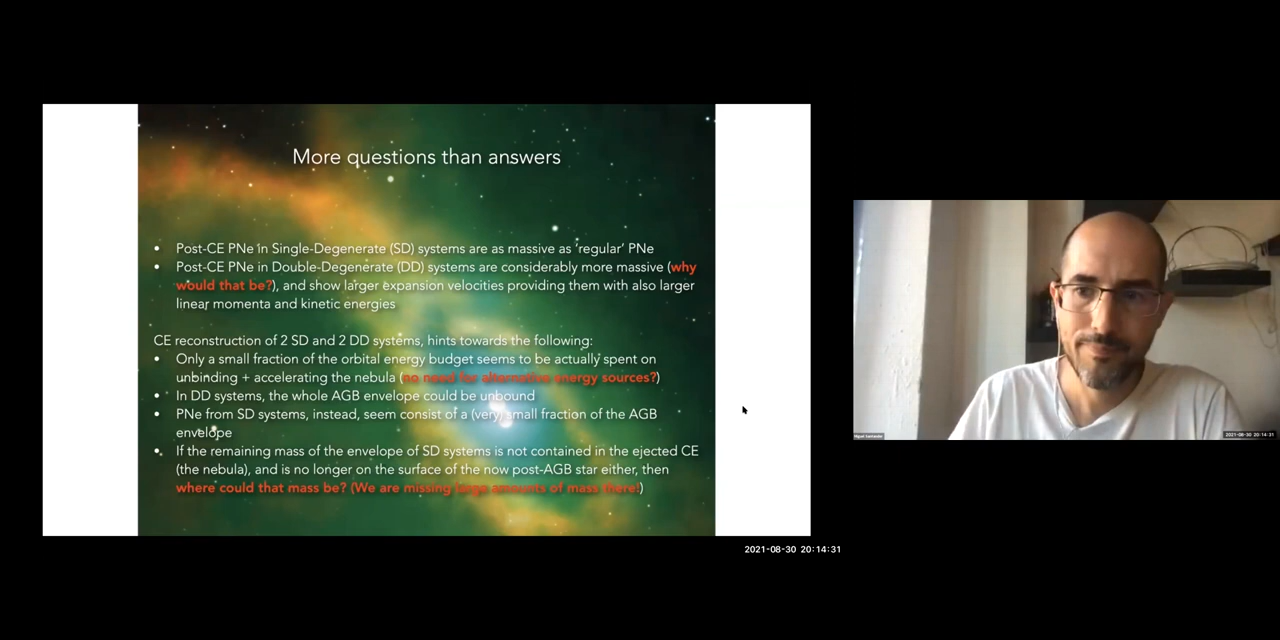 More questions than answers
• Post-CE PNe in Single-Degenerate (SD) systems are as massive as 'regular' PNe
• Post-CE PNe in Double-Degenerate (DD) systems are considerably more massive (why
would that be?), and show larger expansion velocities providing them with also larger
linear momenta and kinetic energies
CE reconstruction of 2 SD and 2 DD systems, hints towards the following:
• Only a small fraction of the orbital energy budget seems to be actually spent on
unbinding + accelerating the nebula (no need for alternative energy sources?)
• In DD systems, the whole AGB envelope could be unbound
• PNe from SD systems, instead, seem consist of a (very) small fraction of the AGB
envelope
• If the remaining mass of the envelope of SD systems is not contained in the ejected CE
(the nebula), and is no longer on the surface of the now post-AGB star either, then
where could that mass be? (We are missing large amounts of mass there!)
Miguel Santander
2021-08-30 20:14:31
2021-08-30 20:14:31